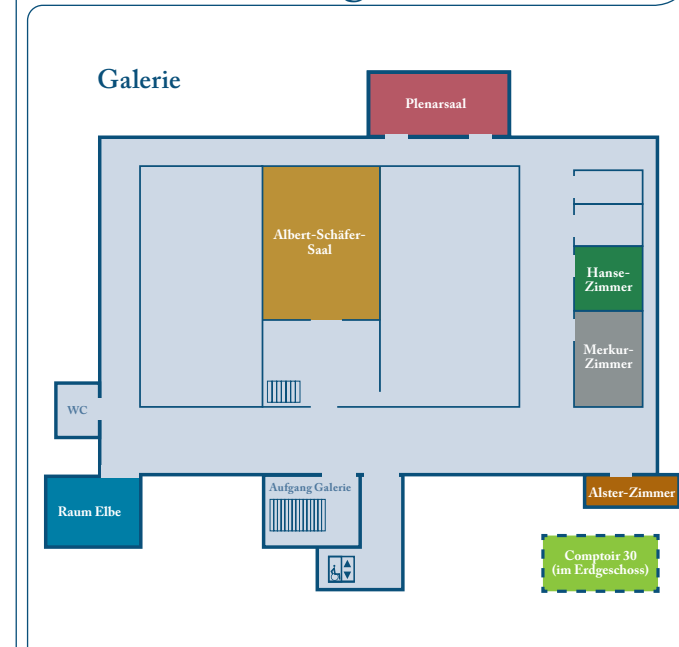 Galerie
Plenarsaal
Albert-Schäfer-
Saal
Hanse-
Zimmer
Merkur-
Zimmer
WC
Aufgang Galerie
Alster-Zimmer
Raum Elbe
Comptoir 30
(im Erdgeschoss)